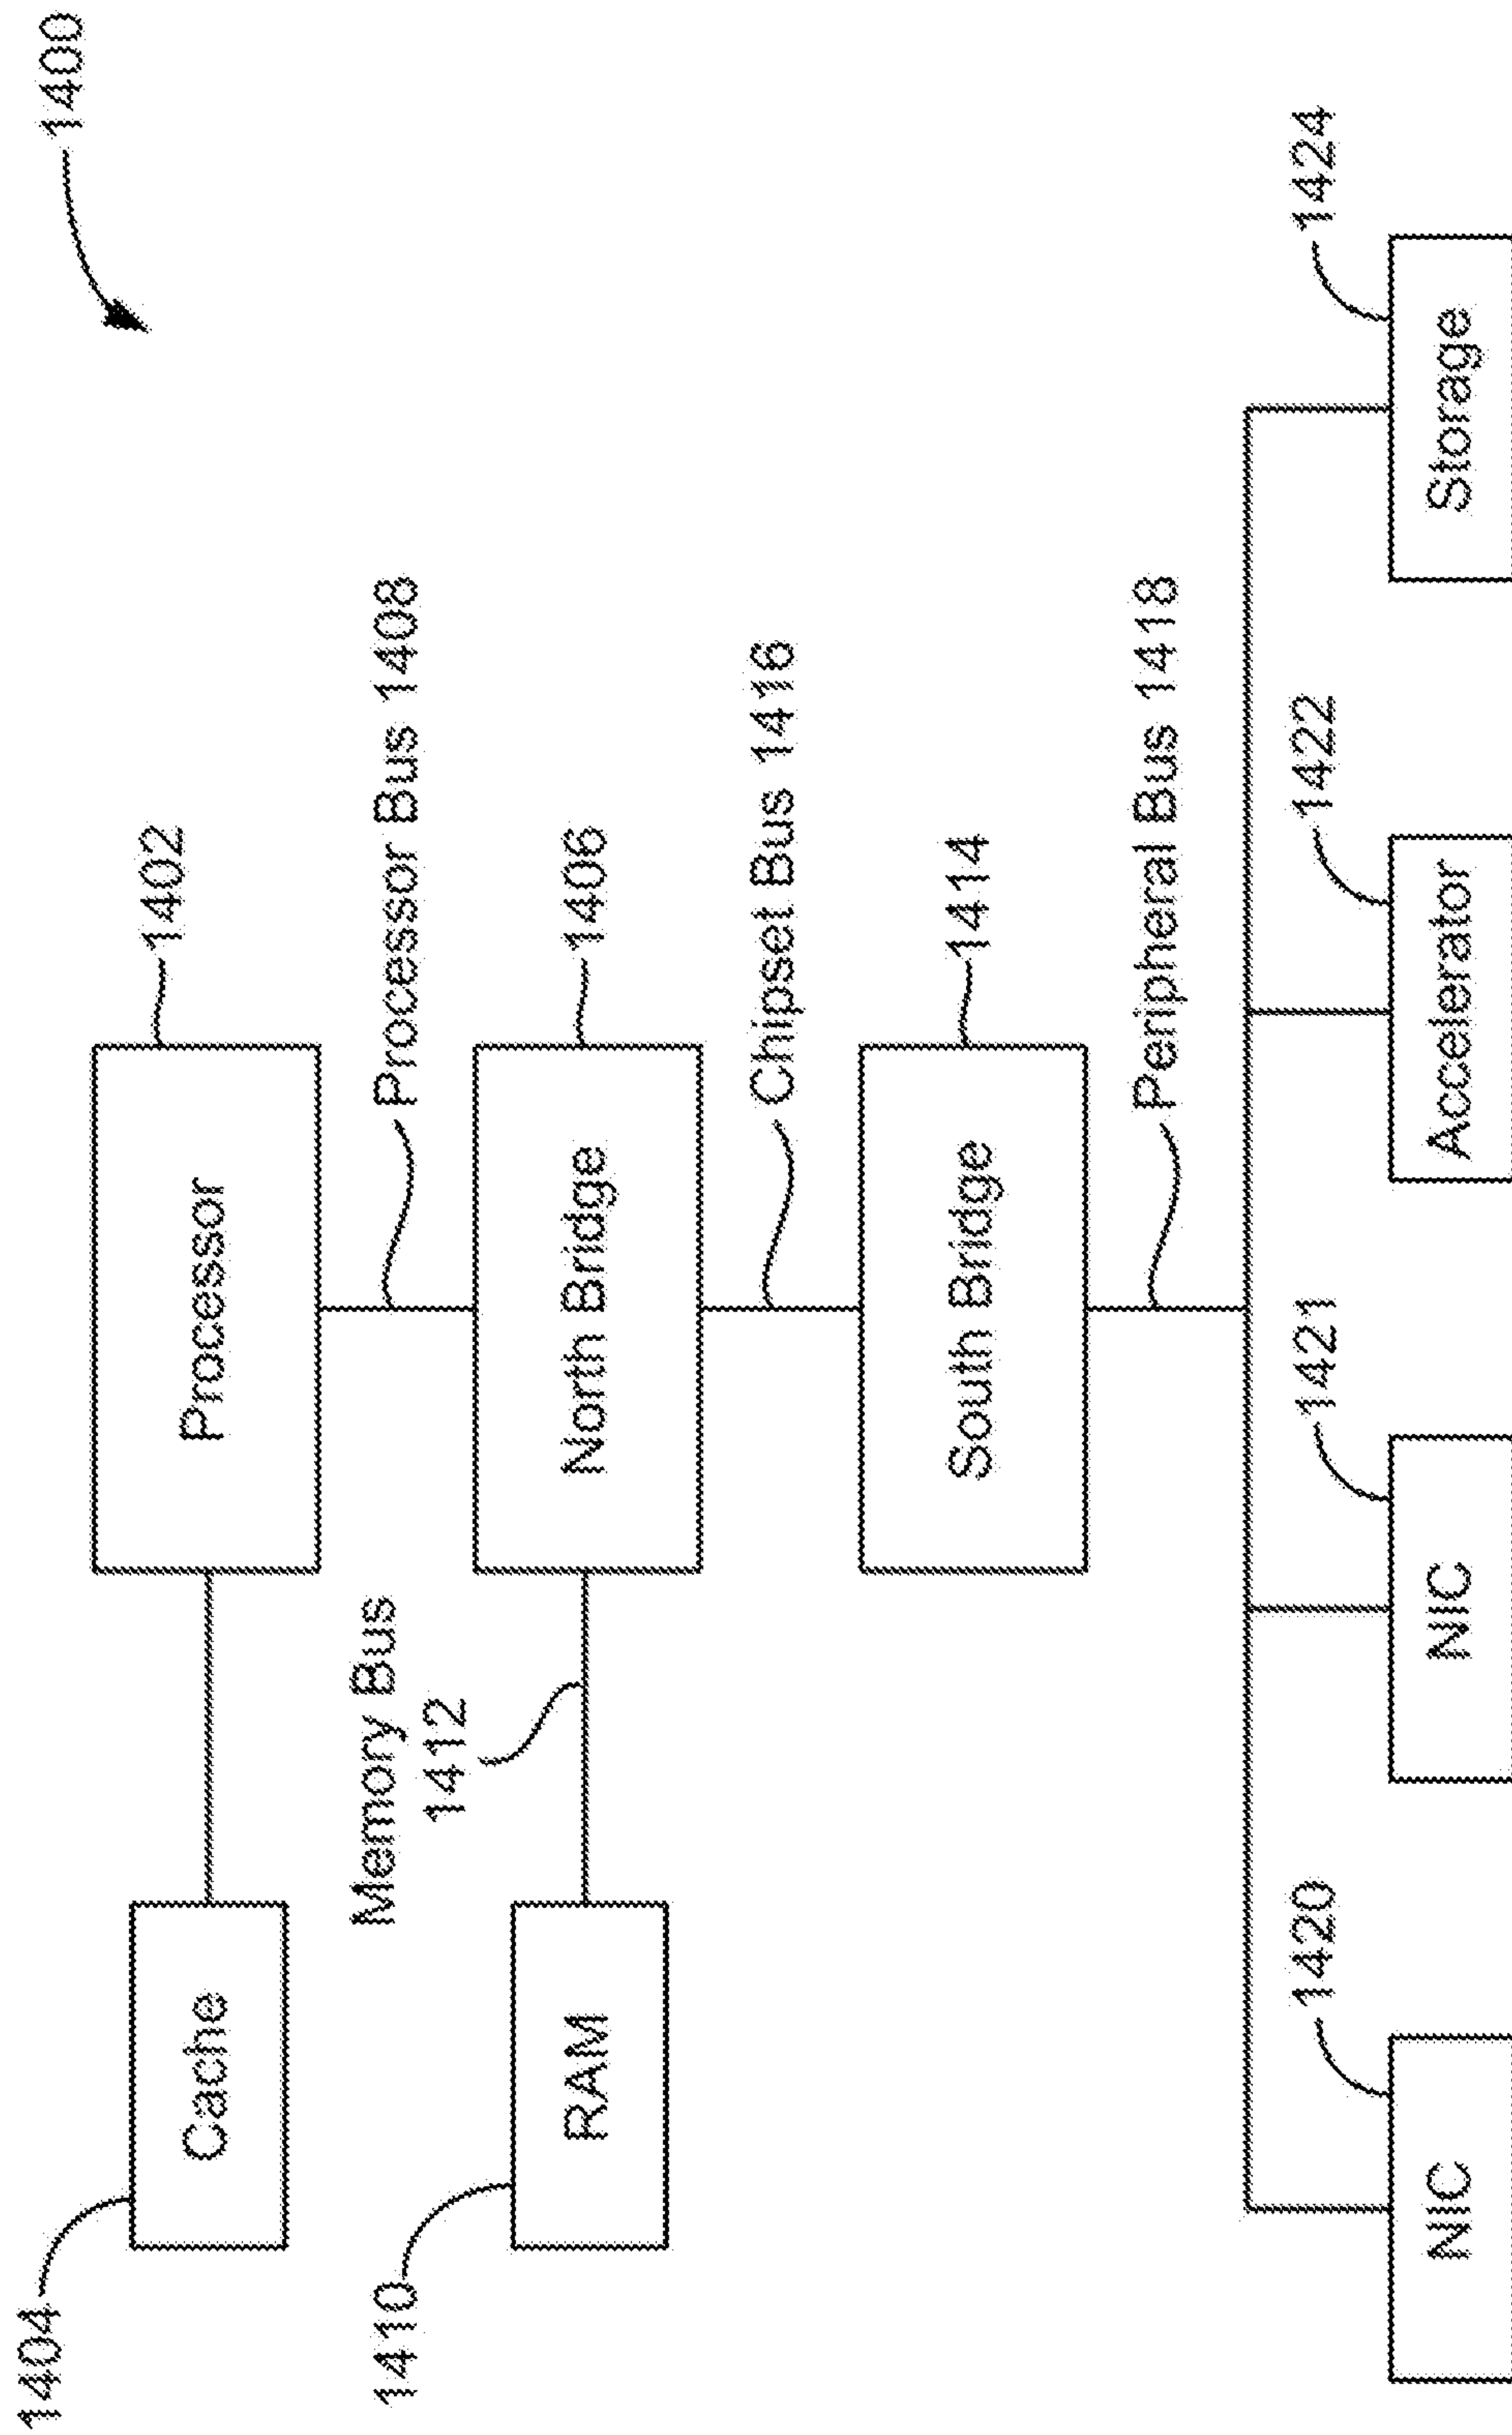 1400
1404
Cache
Processor
1402
Memory Bus
1412
Processor Bus 1408
1410
RAM
North Bridge
1406
Chipset Bus 1416
South Bridge
1414
Peripheral Bus 1418
1420
1421
1422
1424
NIC
NIC
Accelerator
Storage